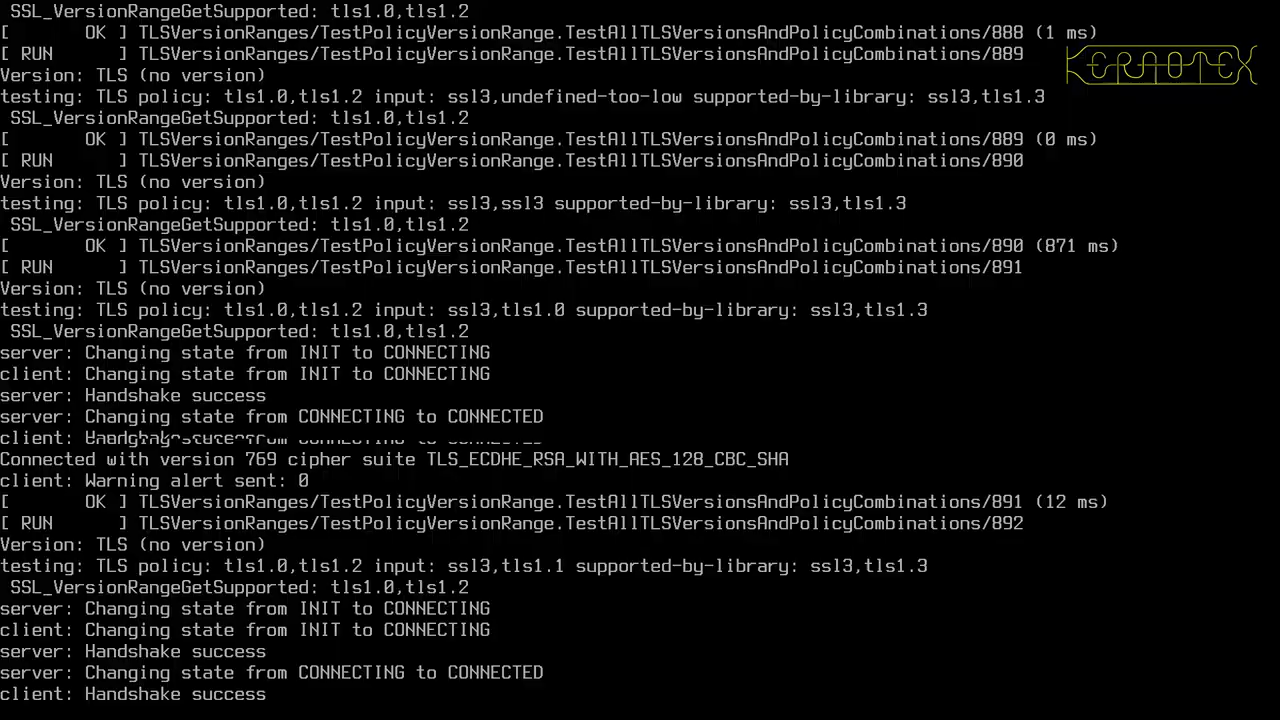 SSL_VersionRangeGetSupported: tls1.0,tls1.2
[       OK ] TLSVersionRanges/TestPolicyVersionRange.TestAllTLSVersionsAndPolicyCombinations/888 (1 ms)
[ RUN      ] TLSVersionRanges/TestPolicyVersionRange.TestAllTLSVersionsAndPolicyCombinations/889
KERNOTEX
Version: TLS (no version)
testing: TLS policy: tls1.0,tls1.2 input: ssl3,undefined-too-low supported-by-library: ssl3,tls1.3
SSL_VersionRangeGetSupported: tls1.0,tls1.2
[       OK ] TLSVersionRanges/TestPolicyVersionRange.TestAllTLSVersionsAndPolicyCombinations/889 (0 ms)
[ RUN      ] TLSVersionRanges/TestPolicyVersionRange.TestAllTLSVersionsAndPolicyCombinations/890
Version: TLS (no version)
testing: TLS policy: tls1.0,tls1.2 input: ssl3,ssl3 supported-by-library: ssl3,tls1.3
SSL_VersionRangeGetSupported: tls1.0,tls1.2
[       OK ] TLSVersionRanges/TestPolicyVersionRange.TestAllTLSVersionsAndPolicyCombinations/890 (871 ms)
[ RUN      ] TLSVersionRanges/TestPolicyVersionRange.TestAllTLSVersionsAndPolicyCombinations/891
Version: TLS (no version)
testing: TLS policy: tls1.0,tls1.2 input: ssl3,tls1.0 supported-by-library: ssl3,tls1.3
SSL_VersionRangeGetSupported: tls1.0,tls1.2
server: Changing state from INIT to CONNECTING
client: Changing state from INIT to CONNECTING
server: Handshake success
server: Changing state from CONNECTING to CONNECTED
client:
Connected with version 769 cipher suite TLS_ECDHE_RSA_WITH_AES_128_CBC_SHA
client: Warning alert sent: 0
[       OK ] TLSVersionRanges/TestPolicyVersionRange.TestAllTLSVersionsAndPolicyCombinations/891 (12 ms)
[ RUN      ] TLSVersionRanges/TestPolicyVersionRange.TestAllTLSVersionsAndPolicyCombinations/892
Version: TLS (no version)
testing: TLS policy: tls1.0,tls1.2 input: ssl3,tls1.1 supported-by-library: ssl3,tls1.3
SSL_VersionRangeGetSupported: tls1.0,tls1.2
server: Changing state from INIT to CONNECTING
client: Changing state from INIT to CONNECTING
server: Handshake success
server: Changing state from CONNECTING to CONNECTED
client: Handshake success